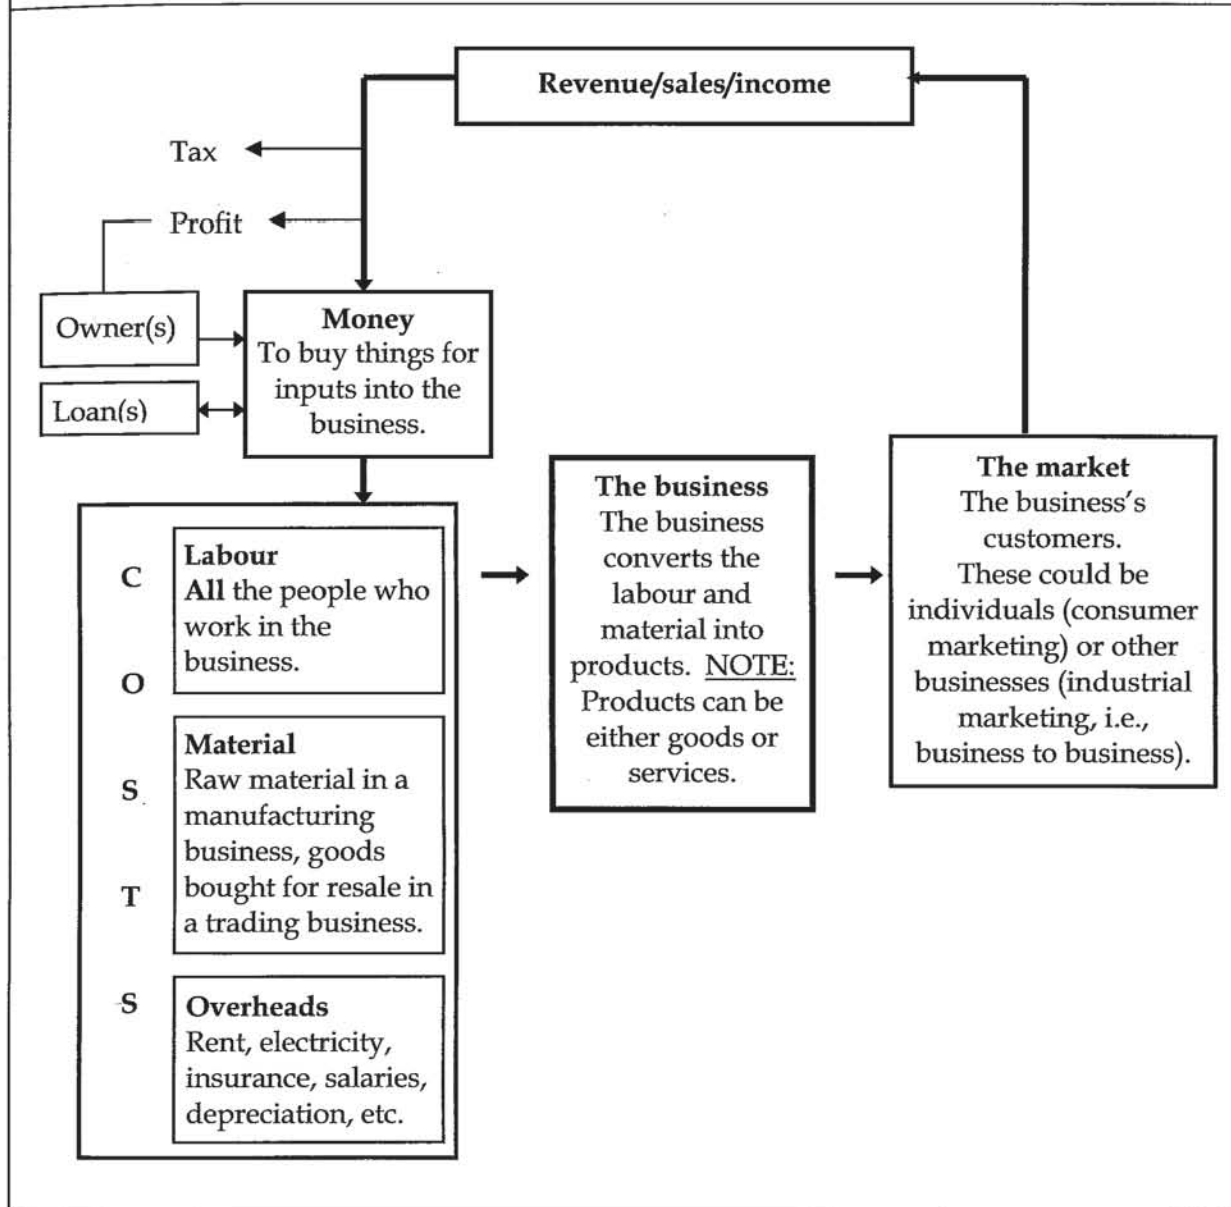 Revenue/sales/income
Tax
Profit
Owner(s)
Loan(s)
Money
To buy things for
inputs into the
business.
C
O
S
T
S
Labour
All the people who
work in the
business.
Material
Raw material in a
manufacturing
business, goods
bought for resale in
a trading business.
Overheads
Rent, electricity,
insurance, salaries,
depreciation, etc.
The business
The business
converts the
labour and
material into
products. NOTE:
Products can be
either goods or
services.
The market
The business's
customers.
These could be
individuals (consumer
marketing) or other
businesses (industrial
marketing, i.e.,
business to business).